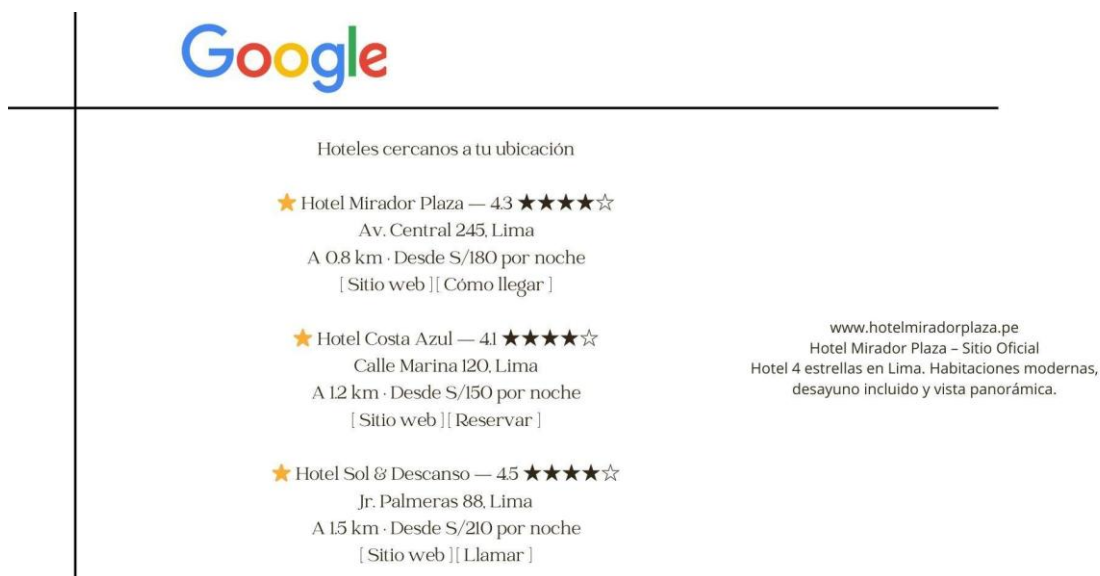 Google
Hoteles cercanos a tu ubicación
⭐ Hotel Mirador Plaza — 4.3 ★★★★☆
Av. Central 245, Lima
A 0.8 km · Desde S/180 por noche
[ Sitio web ] [ Cómo llegar ]
⭐ Hotel Costa Azul — 4.1 ★★★★☆
Calle Marina 120, Lima
A 1.2 km · Desde S/150 por noche
[ Sitio web ] [ Reservar ]
⭐ Hotel Sol & Descanso — 4.5 ★★★★☆
Jr. Palmeras 88, Lima
A 1.5 km · Desde S/210 por noche
[ Sitio web ] [ Llamar ]
www.hotelmiradorplaza.pe
Hotel Mirador Plaza – Sitio Oficial
Hotel 4 estrellas en Lima. Habitaciones modernas,
desayuno incluido y vista panorámica.